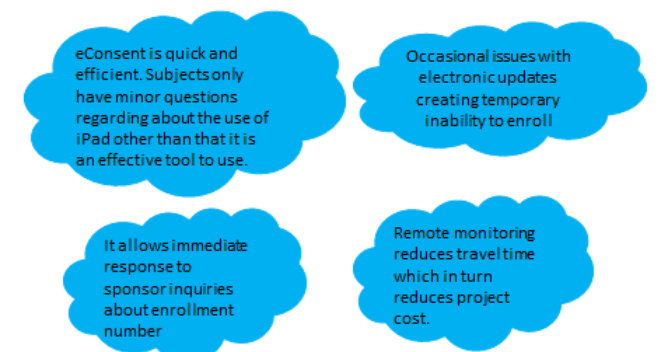 eConsent is quick and
efficient. Subjects only
have minor questions
regarding about the use of
iPad other than that it is
an effective tool to use.
Occasional issues with
electronic updates
creating temporary
inability to enroll
It allows immediate
response to
sponsor inquiries
about enrollment
number
Remote monitoring
reduces travel time
which in turn
reduces project
cost.